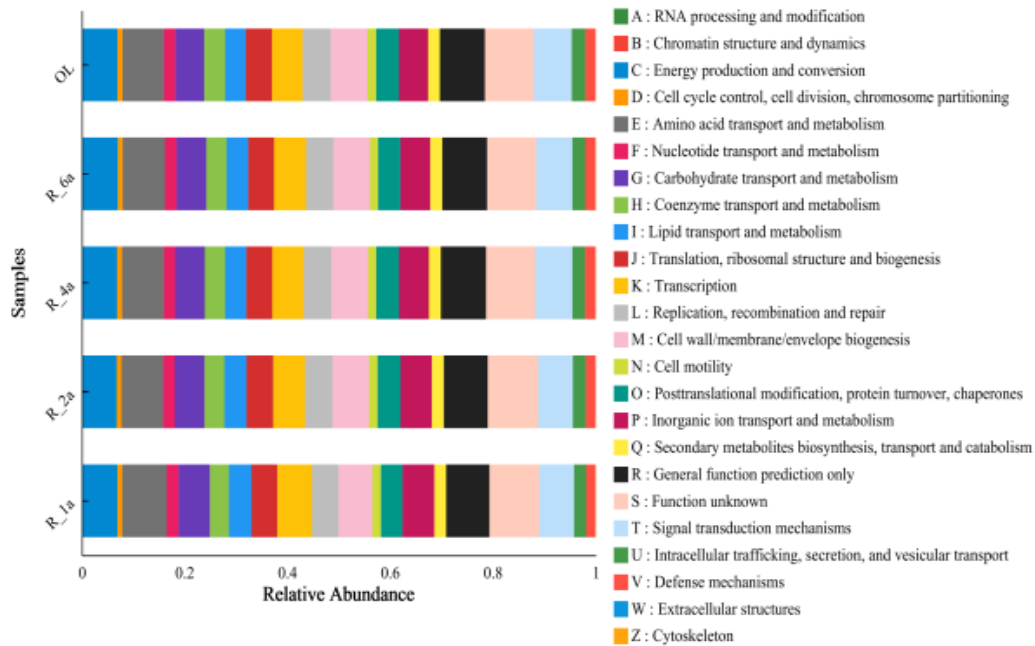 Samples
OL
R_6a
R_4a
R_2a
R_1a
0 0.2 0.4 0.6 0.8 1
Relative Abundance
A : RNA processing and modification
B : Chromatin structure and dynamics
C : Energy production and conversion
D : Cell cycle control, cell division, chromosome partitioning
E : Amino acid transport and metabolism
F : Nucleotide transport and metabolism
G : Carbohydrate transport and metabolism
H : Coenzyme transport and metabolism
I : Lipid transport and metabolism
J : Translation, ribosomal structure and biogenesis
K : Transcription
L : Replication, recombination and repair
M : Cell wall/membrane/envelope biogenesis
N : Cell motility
O : Posttranslational modification, protein turnover, chaperones
P : Inorganic ion transport and metabolism
Q : Secondary metabolites biosynthesis, transport and catabolism
R : General function prediction only
S : Function unknown
T : Signal transduction mechanisms
U : Intracellular trafficking, secretion, and vesicular transport
V : Defense mechanisms
W : Extracellular structures
Z : Cytoskeleton